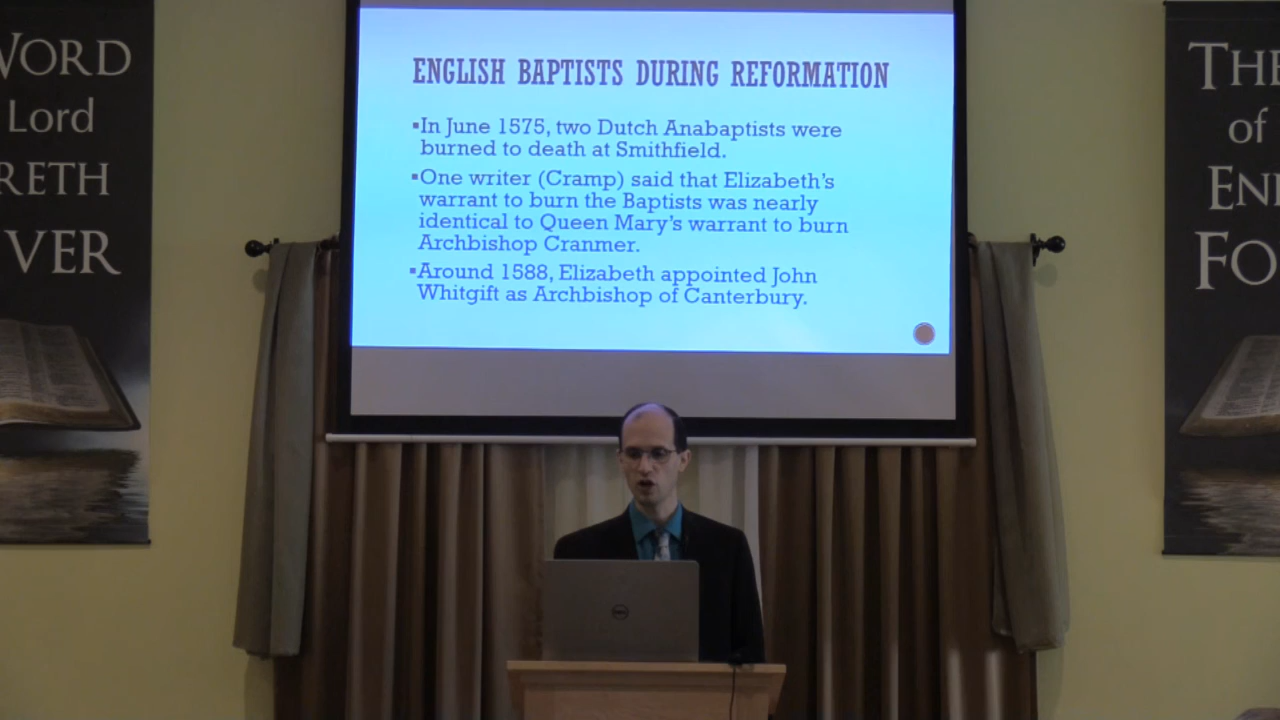 ENGLISH BAPTISTS DURING REFORMATION
▪In June 1575, two Dutch Anabaptists were
burned to death at Smithfield.
▪One writer (Cramp) said that Elizabeth's
warrant to burn the Baptists was nearly
identical to Queen Mary's warrant to burn
Archbishop Cranmer.
▪Around 1588, Elizabeth appointed John
Whitgift as Archbishop of Canterbury.
WORD
Lord
RETH
VER
THE
of
EN
FO
DELL